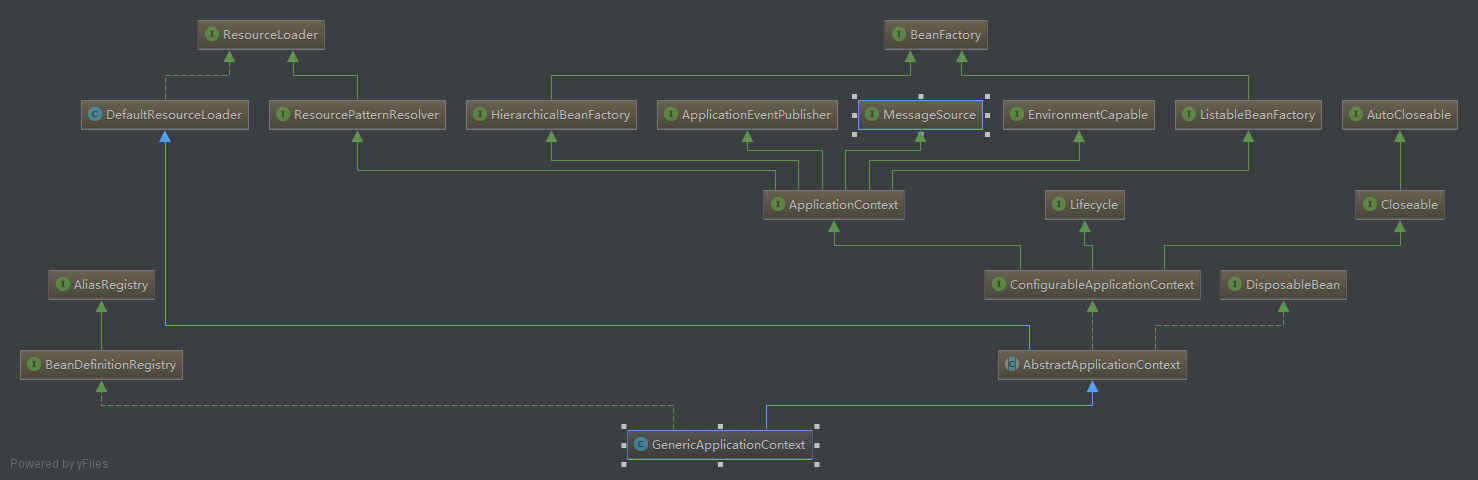 ResourceLoader
BeanFactory
DefaultResourceLoader
ResourcePatternResolver
HierarchicalBeanFactory
ApplicationEventPublisher
MessageSource
EnvironmentCapable
ListableBeanFactory
AutoCloseable
ApplicationContext
Lifecycle
Closeable
AliasRegistry
ConfigurableApplicationContext
DisposableBean
BeanDefinitionRegistry
AbstractApplicationContext
GenericApplicationContext
Powered by yFiles